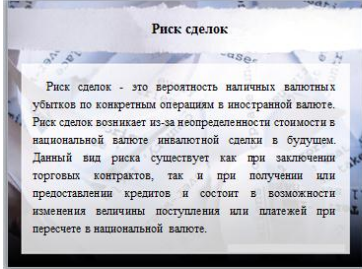 Риск сделок
Риск сделок - это вероятность наличных валютных
убытков по конкретным операциям в иностранной валюте.
Риск сделок возникает из-за неопределенности стоимости в
национальной валюте инвалютной сделки в будущем.
Данный вид риска существует как при заключении
торговых контрактов, так и при получении или
предоставлении кредитов и состоит в возможности
изменения величины поступления или платежей при
пересчете в национальной валюте.